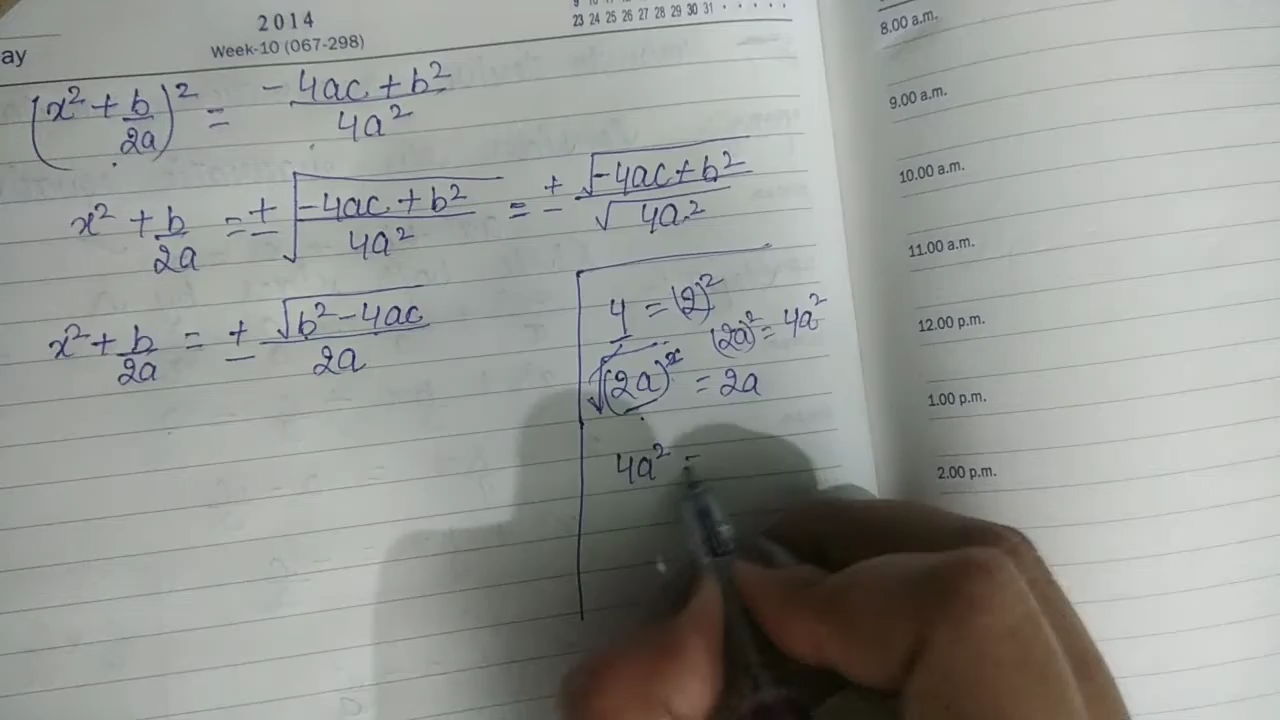 2014
Week-10 (067-298)
ay
23 24 25 26 27 28 29 30 31
(x² + b/2a)² = -4ac + b² / 4a²
x² + b/2a = ± √(-4ac + b² / 4a²) = ± √(-4ac + b²) / √(4a²)
x² + b/2a = ± √(b² - 4ac) / 2a
4 = (2)²
(2a)² = 4a²
√(2a)² = 2a
4a² =
8.00 a.m.
9.00 a.m.
10.00 a.m.
11.00 a.m.
12.00 p.m.
1.00 p.m.
2.00 p.m.